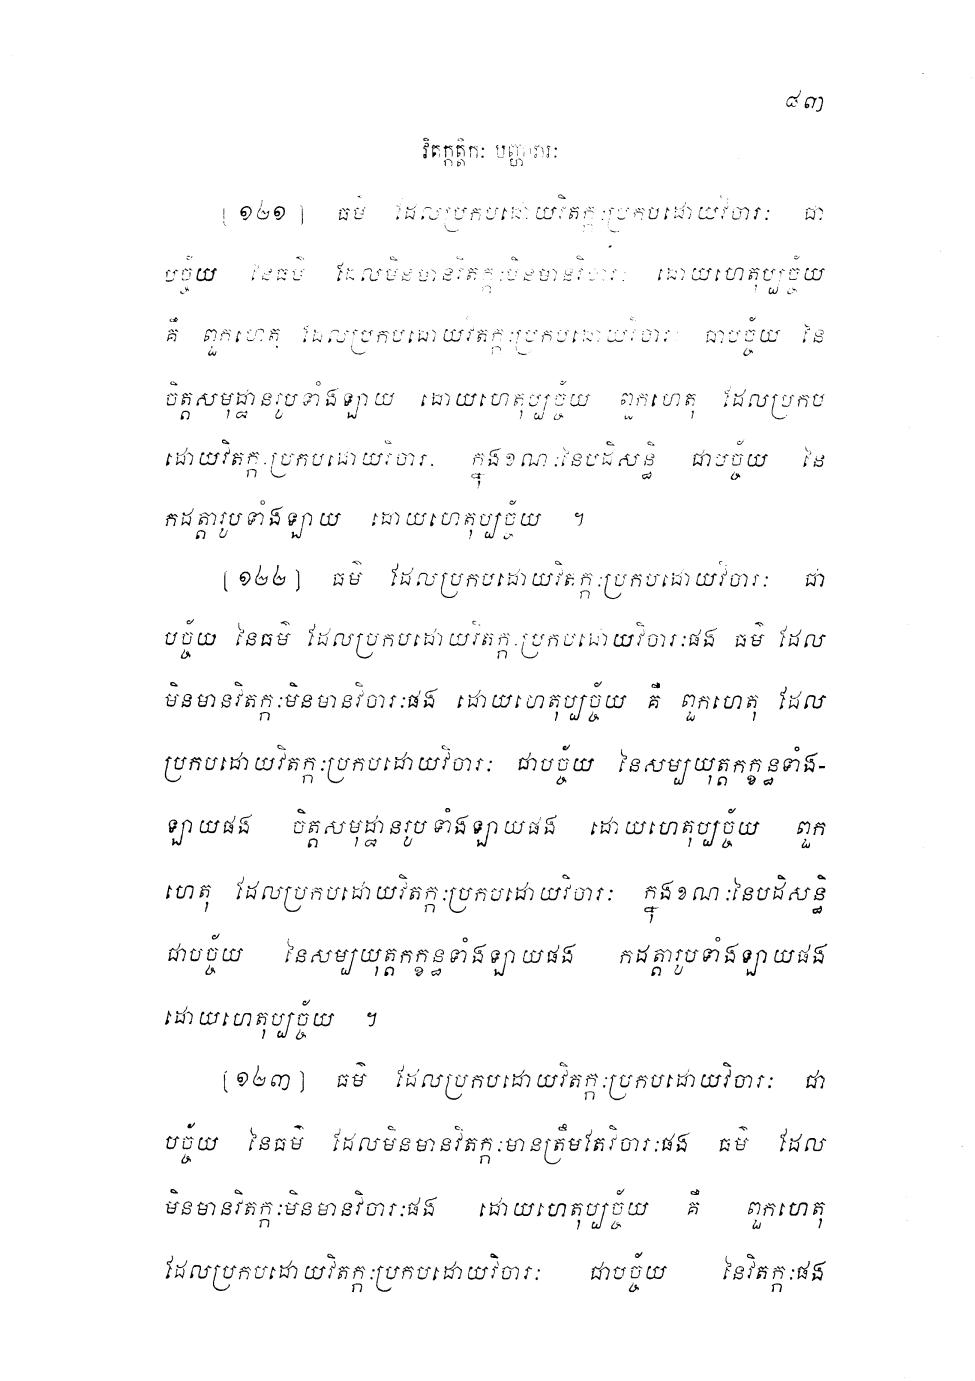 ៨៣
វិតក្កត្តិកៈ បញ្ហាវារៈ
[១២១] ធម៌ ដែលប្រកបដោយវិតក្កៈប្រកបដោយវិចារៈ ជា
បច្ច័យ នៃធម៌ ដែលមិនមានវិតក្កៈមិនមានវិចារៈ ដោយហេតុប្បច្ច័យ
គឺ ពួកហេតុ ដែលប្រកបដោយវិតក្កៈប្រកបដោយវិចារៈ ជាបច្ច័យ នៃ
ចិត្តសមុដ្ឋានរូបទាំងឡាយ ដោយហេតុប្បច្ច័យ ពួកហេតុ ដែលប្រកប
ដោយវិតក្កៈប្រកបដោយវិចារៈ ក្នុងខណៈនៃបដិសន្ធិ ជាបច្ច័យ នៃ
កដត្តារូបទាំងឡាយ ដោយហេតុប្បច្ច័យ ។
[១២២] ធម៌ ដែលប្រកបដោយវិតក្កៈប្រកបដោយវិចារៈ ជា
បច្ច័យ នៃធម៌ ដែលប្រកបដោយវិតក្កៈប្រកបដោយវិចារៈផង ធម៌ ដែល
មិនមានវិតក្កៈមិនមានវិចារៈផង ដោយហេតុប្បច្ច័យ គឺ ពួកហេតុ ដែល
ប្រកបដោយវិតក្កៈប្រកបដោយវិចារៈ ជាបច្ច័យ នៃសម្បយុត្តកក្ខន្ធទាំង-
ឡាយផង ចិត្តសមុដ្ឋានរូបទាំងឡាយផង ដោយហេតុប្បច្ច័យ ពួក
ហេតុ ដែលប្រកបដោយវិតក្កៈប្រកបដោយវិចារៈ ក្នុងខណៈនៃបដិសន្ធិ
ជាបច្ច័យ នៃសម្បយុត្តកក្ខន្ធទាំងឡាយផង កដត្តារូបទាំងឡាយផង
ដោយហេតុប្បច្ច័យ ។
[១២៣] ធម៌ ដែលប្រកបដោយវិតក្កៈប្រកបដោយវិចារៈ ជា
បច្ច័យ នៃធម៌ ដែលមិនមានវិតក្កៈមានត្រឹមតែវិចារៈផង ធម៌ ដែល
មិនមានវិតក្កៈមិនមានវិចារៈផង ដោយហេតុប្បច្ច័យ គឺ ពួកហេតុ
ដែលប្រកបដោយវិតក្កៈប្រកបដោយវិចារៈ ជាបច្ច័យ នៃវិតក្កៈផង